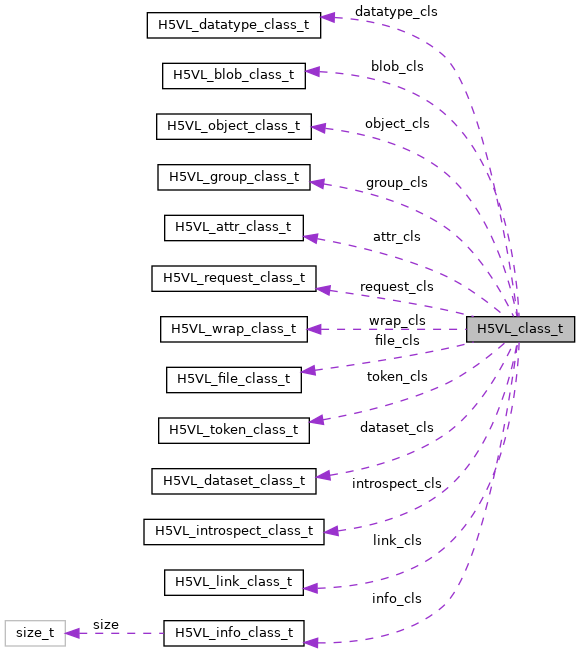 datatype_cls
H5VL_datatype_class_t
blob_cls
H5VL_blob_class_t
object_cls
H5VL_object_class_t
group_cls
H5VL_group_class_t
attr_cls
H5VL_attr_class_t
request_cls
H5VL_request_class_t
wrap_cls
H5VL_wrap_class_t
H5VL_class_t
file_cls
H5VL_file_class_t
token_cls
H5VL_token_class_t
dataset_cls
H5VL_dataset_class_t
introspect_cls
H5VL_introspect_class_t
link_cls
H5VL_link_class_t
info_cls
size_t
size
H5VL_info_class_t